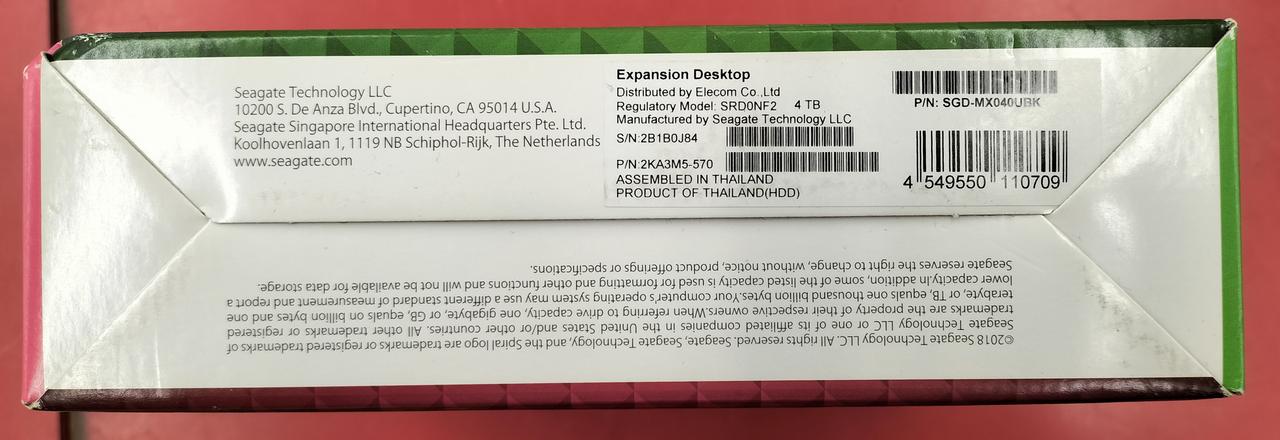 Seagate Technology LLC
10200 S. De Anza Blvd., Cupertino, CA 95014 U.S.A.
Seagate Singapore International Headquarters Pte. Ltd.
Koolhovenlaan 1, 1119 NB Schiphol-Rijk, The Netherlands
www.seagate.com
Expansion Desktop
Distributed by Elecom Co.,Ltd
Regulatory Model: SRD0NF2 4 TB
Manufactured by Seagate Technology LLC
S/N:2B1B0J84
P/N:2KA3M5-570
ASSEMBLED IN THAILAND
PRODUCT OF THAILAND(HDD)
P/N: SGD-MX040UBK
4 549550 110709
©2018 Seagate Technology LLC. All rights reserved. Seagate, Seagate Technology, and the Spiral logo are trademarks or registered trademarks of
Seagate Technology LLC or one of its affiliated companies in the United States and/or other countries. All other trademarks or registered
trademarks are the property of their respective owners.When referring to drive capacity, one gigabyte, or GB, equals on billion bytes and one
terabyte, or TB, equals one thousand billion bytes.Your computer's operating system may use a different standard of measurement and report a
lower capacity.In addition, some of the listed capacity is used for formatting and other functions and will not be available for data storage.
Seagate reserves the right to change, without notice, product offerings or specifications.